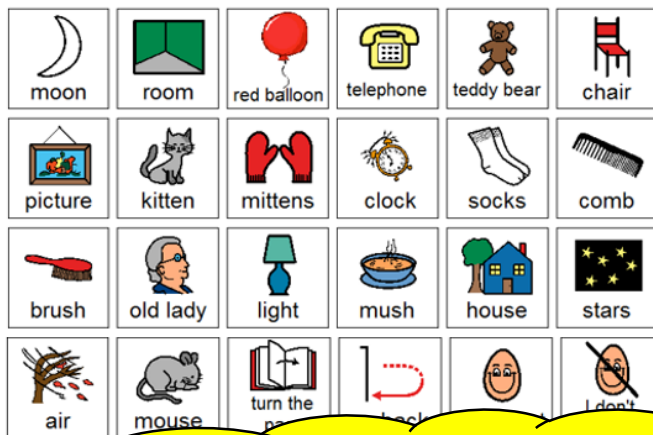 moon room red balloon telephone teddy bear chair
picture kitten mittens clock socks comb
brush old lady light mush house stars
air mouse turn the
I don't